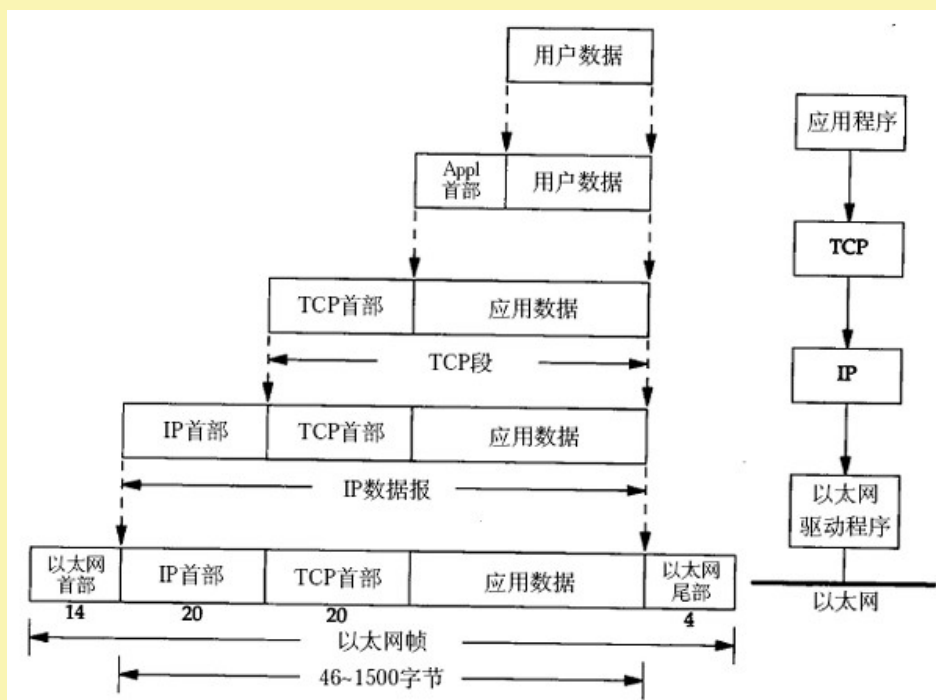 用户数据
应用程序
Appl
首部
用户数据
TCP
TCP首部
应用数据
TCP段
IP
IP首部
TCP首部
应用数据
IP数据报
以太网
驱动程序
以太网
首部
IP首部
TCP首部
应用数据
以太网
尾部
以太网
14
20
20
4
以太网帧
46~1500字节